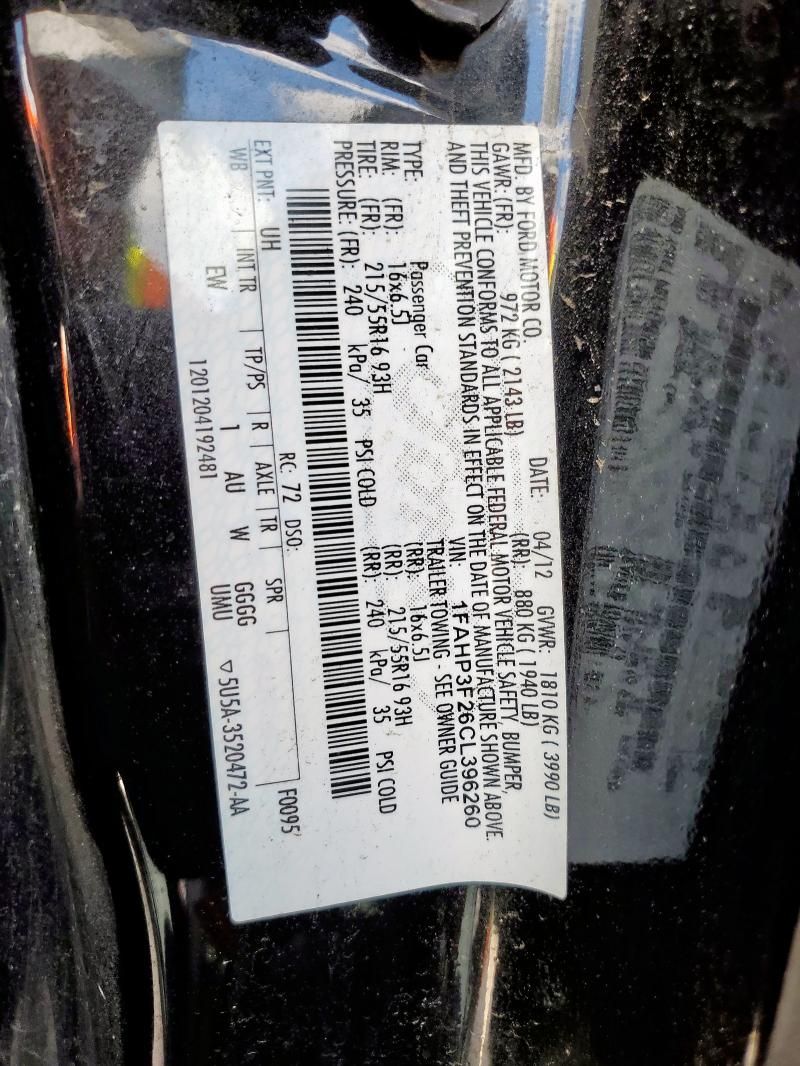 MFD. BY FORD MOTOR CO.
DATE: 04/12 GVWR: 1810 KG ( 3990 LB)
GAWR: (FR): 972 KG ( 2143 LB) (RR): 880 KG ( 1940 LB)
THIS VEHICLE CONFORMS TO ALL APPLICABLE FEDERAL MOTOR VEHICLE SAFETY, BUMPER,
AND THEFT PREVENTION STANDARDS IN EFFECT ON THE DATE OF MANUFACTURE SHOWN ABOVE.
VIN: 1FAHP3F26CL396260
TYPE: Passenger Car TRAILER TOWING - SEE OWNER GUIDE
RIM: (FR): 16x6.5J (RR): 16x6.5J
TIRE: (FR): 215/55R16 93H (RR): 215/55R16 93H
PRESSURE: (FR): 240 kPa/ 35 PSI COLD (RR): 240 kPa/ 35 PSI COLD
EXT PNT: UH RC: 72 DSO: F0095
WB INT TR TP/PS R AXLE TR SPR
EW 1 AU W GGGG
1201204192481 UMU ▽5U5A-3520472-AA